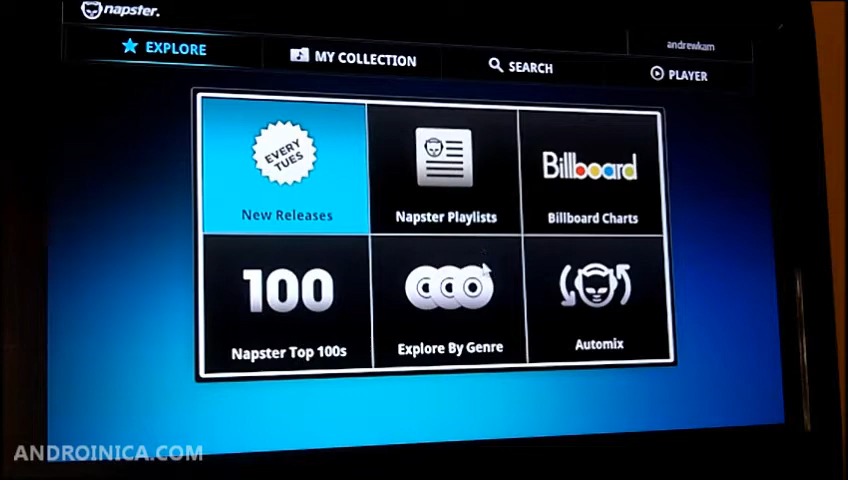 napster.
EXPLORE
MY COLLECTION
SEARCH
andrewkam
PLAYER
EVERY
TUES
New Releases
Napster Playlists
Billboard
Billboard Charts
100
Napster Top 100s
Explore By Genre
Automix
ANDROINICA.COM